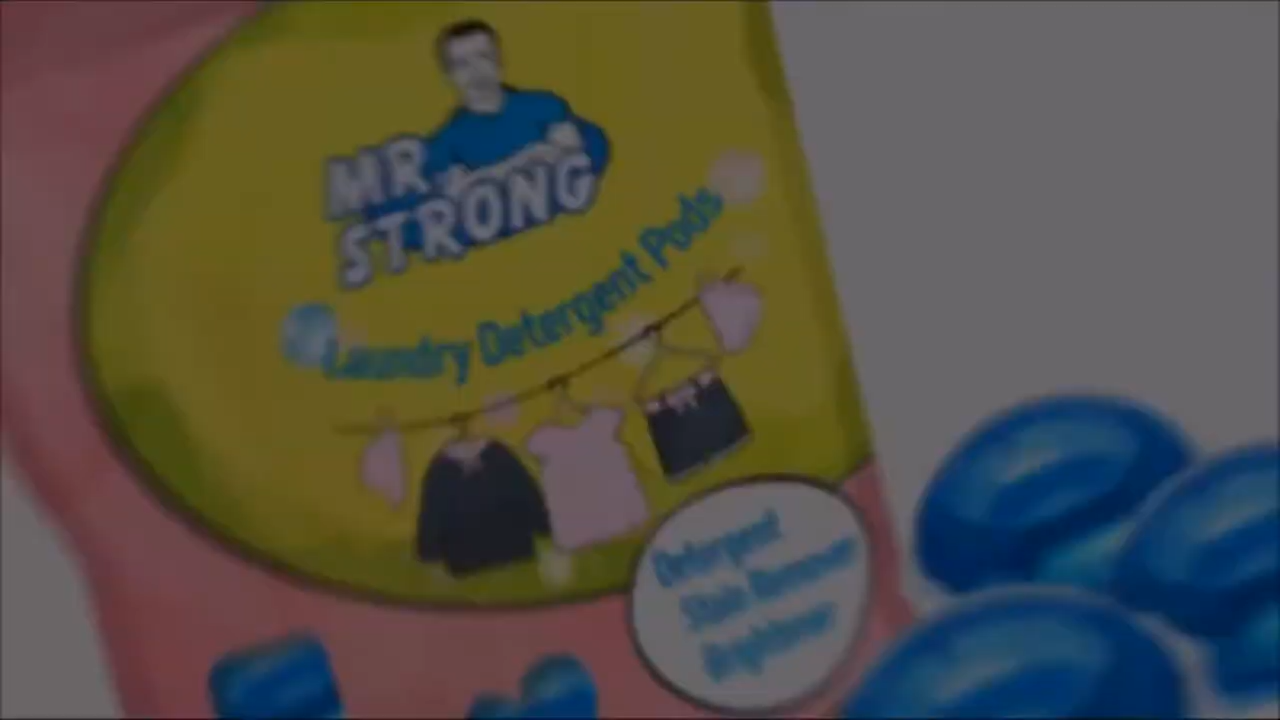 MR
STRONG
Laundry Detergent Pods
Detergent
Stain Remover
Brightener